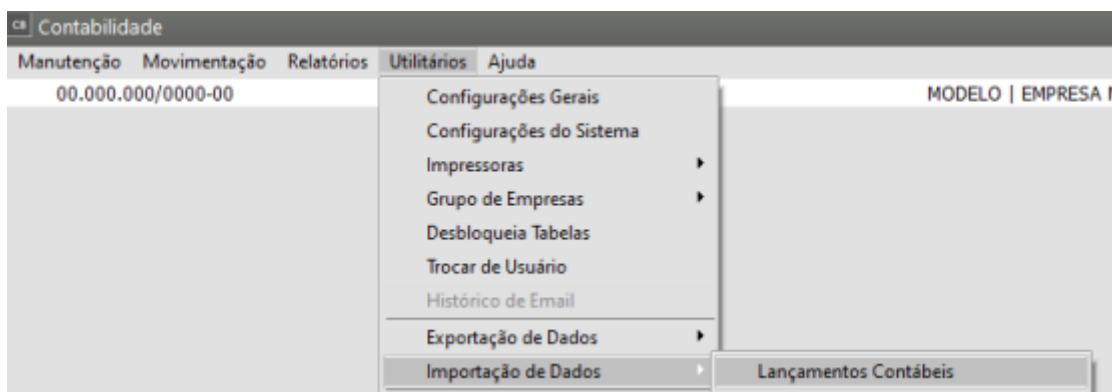 CB Contabilidade
Manutenção Movimentação Relatórios Utilitários Ajuda
00.000.000/0000-00 MODELO | EMPRESA
Configurações Gerais
Configurações do Sistema
Impressoras
Grupo de Empresas
Desbloqueia Tabelas
Trocar de Usuário
Histórico de Email
Exportação de Dados
Importação de Dados Lançamentos Contábeis